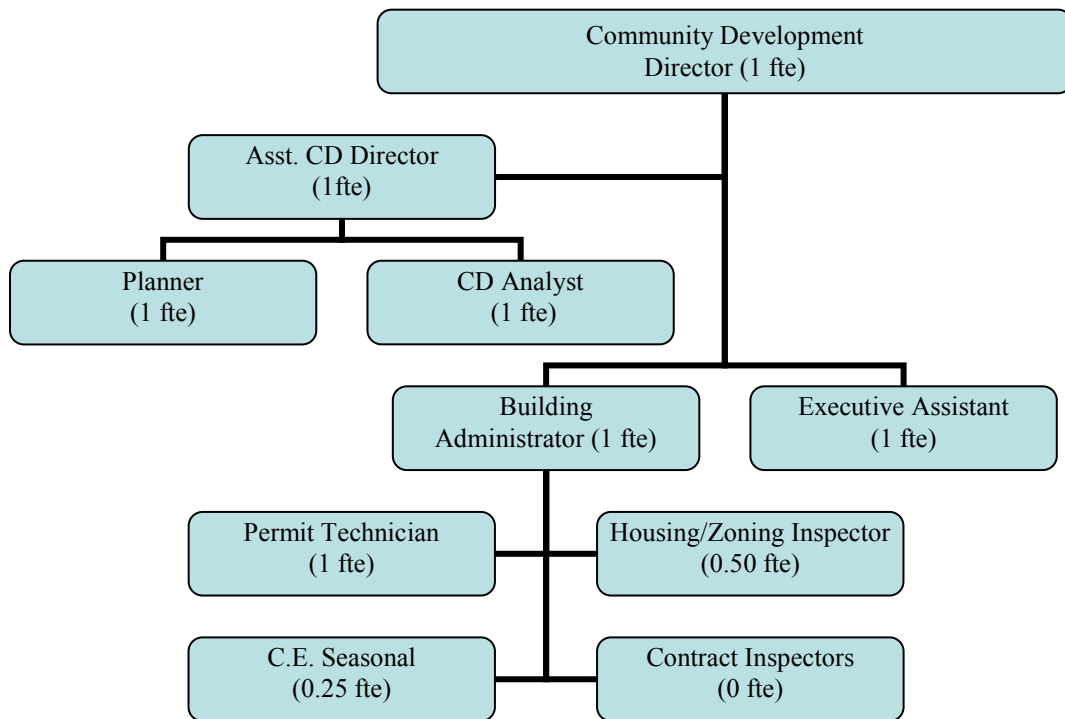 Community Development
Director (1 fte)
Asst. CD Director
(1fte)
Planner
(1 fte)
CD Analyst
(1 fte)
Building
Administrator (1 fte)
Executive Assistant
(1 fte)
Permit Technician
(1 fte)
Housing/Zoning Inspector
(0.50 fte)
C.E. Seasonal
(0.25 fte)
Contract Inspectors
(0 fte)